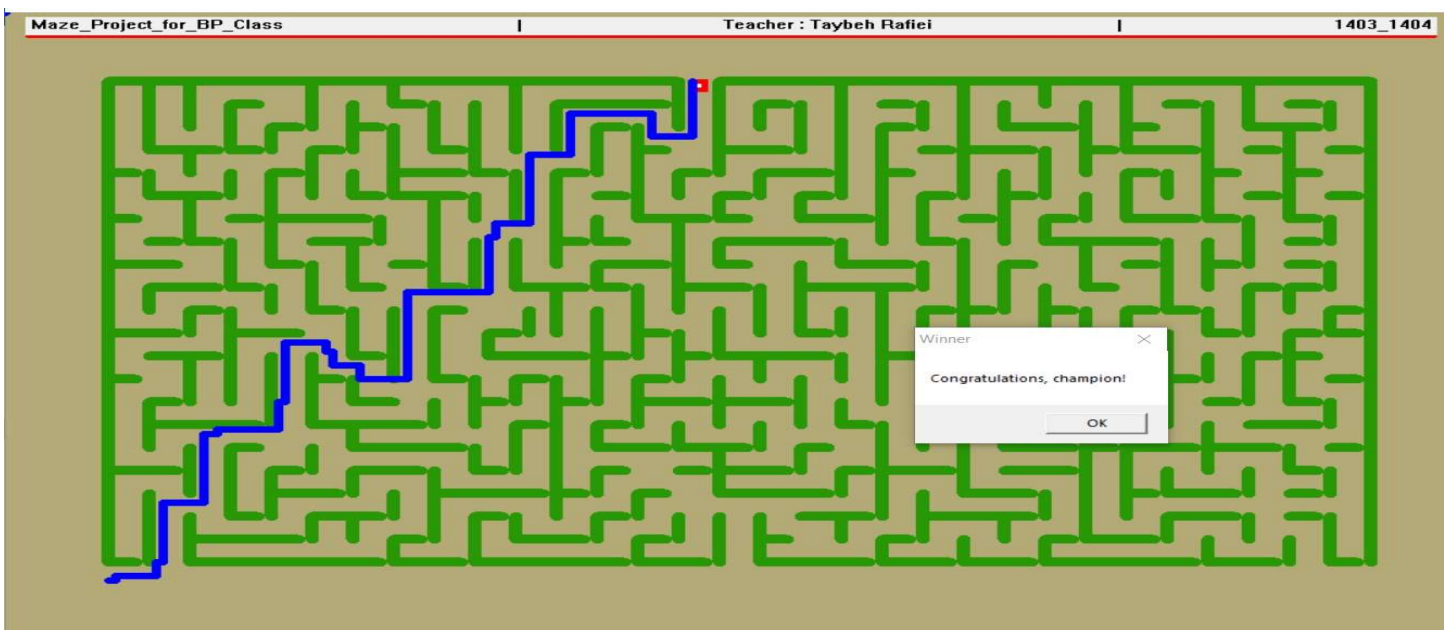 Maze_Project_for_BP_Class | Teacher : Taybeh Rafiei | 1403_1404
Winner
Congratulations, champion!
OK